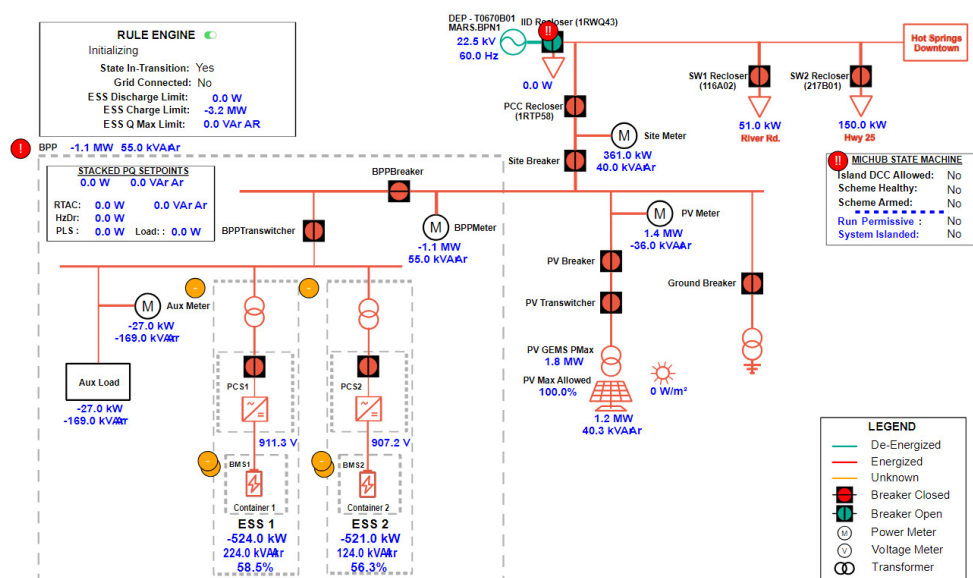 RULE ENGINE
Initializing
State In-Transition: Yes
Grid Connected: No
ESS Discharge Limit: 0.0 W
ESS Charge Limit: -3.2 MW
ESS Q Max Limit: 0.0 VAr AR
! BPP -1.1 MW 55.0 kVAr Ar
STACKED PQ SETPOINTS
0.0 W 0.0 VAr Ar
RTAC: 0.0 W 0.0 VAr Ar
HzDr: 0.0 W
PLS : 0.0 W Load: : 0.0 W
DEP - T0670B01
MARS.BPN1
22.5 kV
60.0 Hz
IID Recloser (1RWQ43)
!!
0.0 W
Hot Springs
Downtown
PCC Recloser
(1RTP58)
SW1 Recloser
(116A02)
51.0 kW
River Rd.
SW2 Recloser
(217B01)
150.0 kW
Hwy 25
M Site Meter
361.0 kW
40.0 kVAr Ar
Site Breaker
!! MICHUB STATE MACHINE
Island DCC Allowed: No
Scheme Healthy: No
Scheme Armed: No
Run Permissive : No
System Islanded: No
BPPBreaker
BPPTranswitcher
M BPPMeter
-1.1 MW
55.0 kVAr Ar
M PV Meter
1.4 MW
-36.0 kVAr Ar
PV Breaker
PV Transwitcher
Ground Breaker
PV GEMS PMax
1.8 MW
PV Max Allowed
100.0%
0 W/m²
1.2 MW
40.3 kVAr Ar
M Aux Meter
-27.0 kW
-169.0 kVAr Ar
Aux Load
-27.0 kW
-169.0 kVAr Ar
PCS1
911.3 V
BMS1
Container 1
ESS 1
-524.0 kW
224.0 kVAr Ar
58.5%
PCS2
907.2 V
BMS2
Container 2
ESS 2
-521.0 kW
124.0 kVAr Ar
56.3%
LEGEND
De-Energized
Energized
Unknown
Breaker Closed
Breaker Open
M Power Meter
V Voltage Meter
Transformer